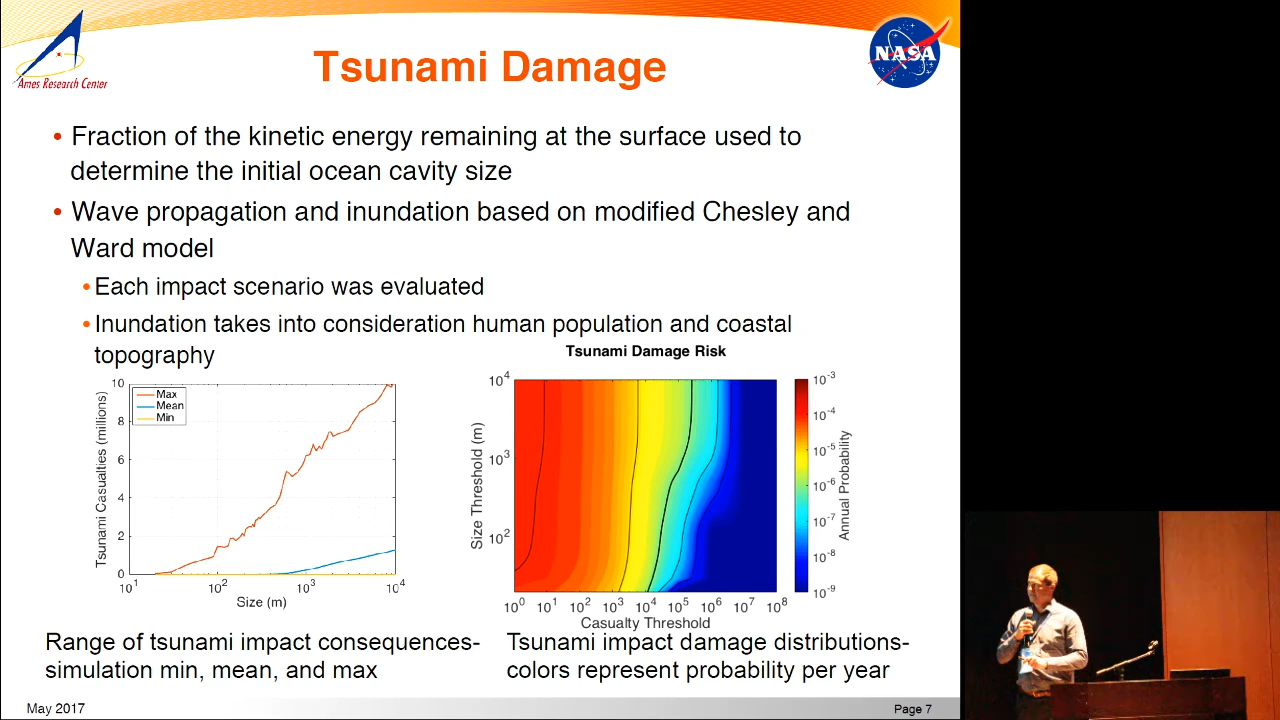 Ames Research Center
NASA
Tsunami Damage
• Fraction of the kinetic energy remaining at the surface used to
determine the initial ocean cavity size
• Wave propagation and inundation based on modified Chesley and
Ward model
• Each impact scenario was evaluated
• Inundation takes into consideration human population and coastal
topography
Tsunami Casualties (millions)
10
8
6
4
2
0
Max
Mean
Min
10¹ 10² 10³ 10⁴
Size (m)
Tsunami Damage Risk
Size Threshold (m)
10⁴
10³
10²
10⁰ 10¹ 10² 10³ 10⁴ 10⁵ 10⁶ 10⁷ 10⁸
Casualty Threshold
10⁻³
10⁻⁴
10⁻⁵
10⁻⁶
10⁻⁷
10⁻⁸
10⁻⁹
Annual Probability
Range of tsunami impact consequences-
simulation min, mean, and max
Tsunami impact damage distributions-
colors represent probability per year
May 2017
Page 7